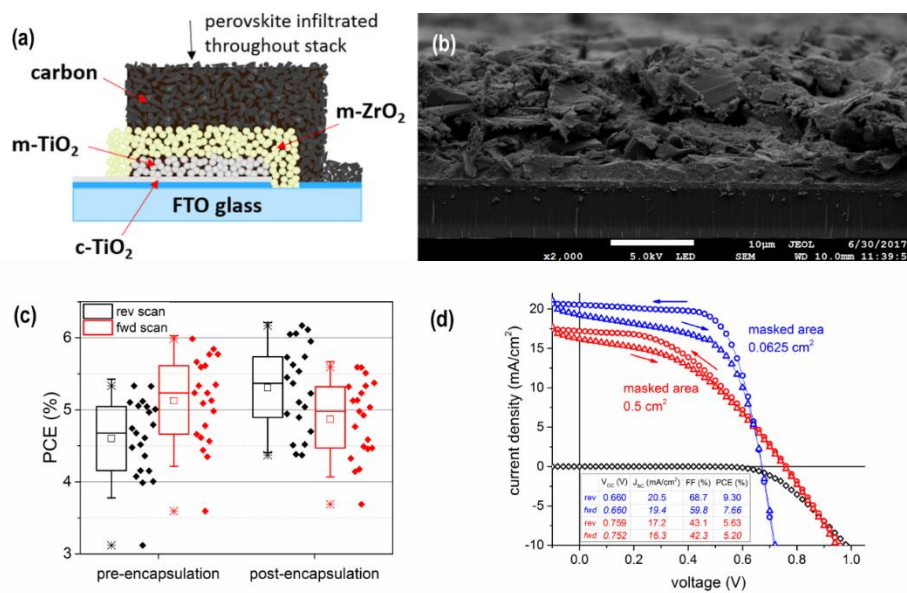 (a)
perovskite infiltrated
throughout stack
carbon
m-ZrO₂
m-TiO₂
FTO glass
c-TiO₂
(b)
10μm JEOL 6/30/2017
x2,000 5.0kV LED SEM WD 10.0mm 11:39:5
(c)
rev scan
fwd scan
PCE (%)
6
5
4
3
pre-encapsulation post-encapsulation
(d)
current density (mA/cm²)
25
20
15
10
5
0
-5
-10
masked area
0.0625 cm²
masked area
0.5 cm²
V_OC (V) J_SC (mA/cm²) FF (%) PCE (%)
rev 0.660 20.5 68.7 9.30
fwd 0.660 19.4 59.8 7.66
rev 0.759 17.2 43.1 5.63
fwd 0.752 16.3 42.3 5.20
0.0 0.2 0.4 0.6 0.8 1.0
voltage (V)